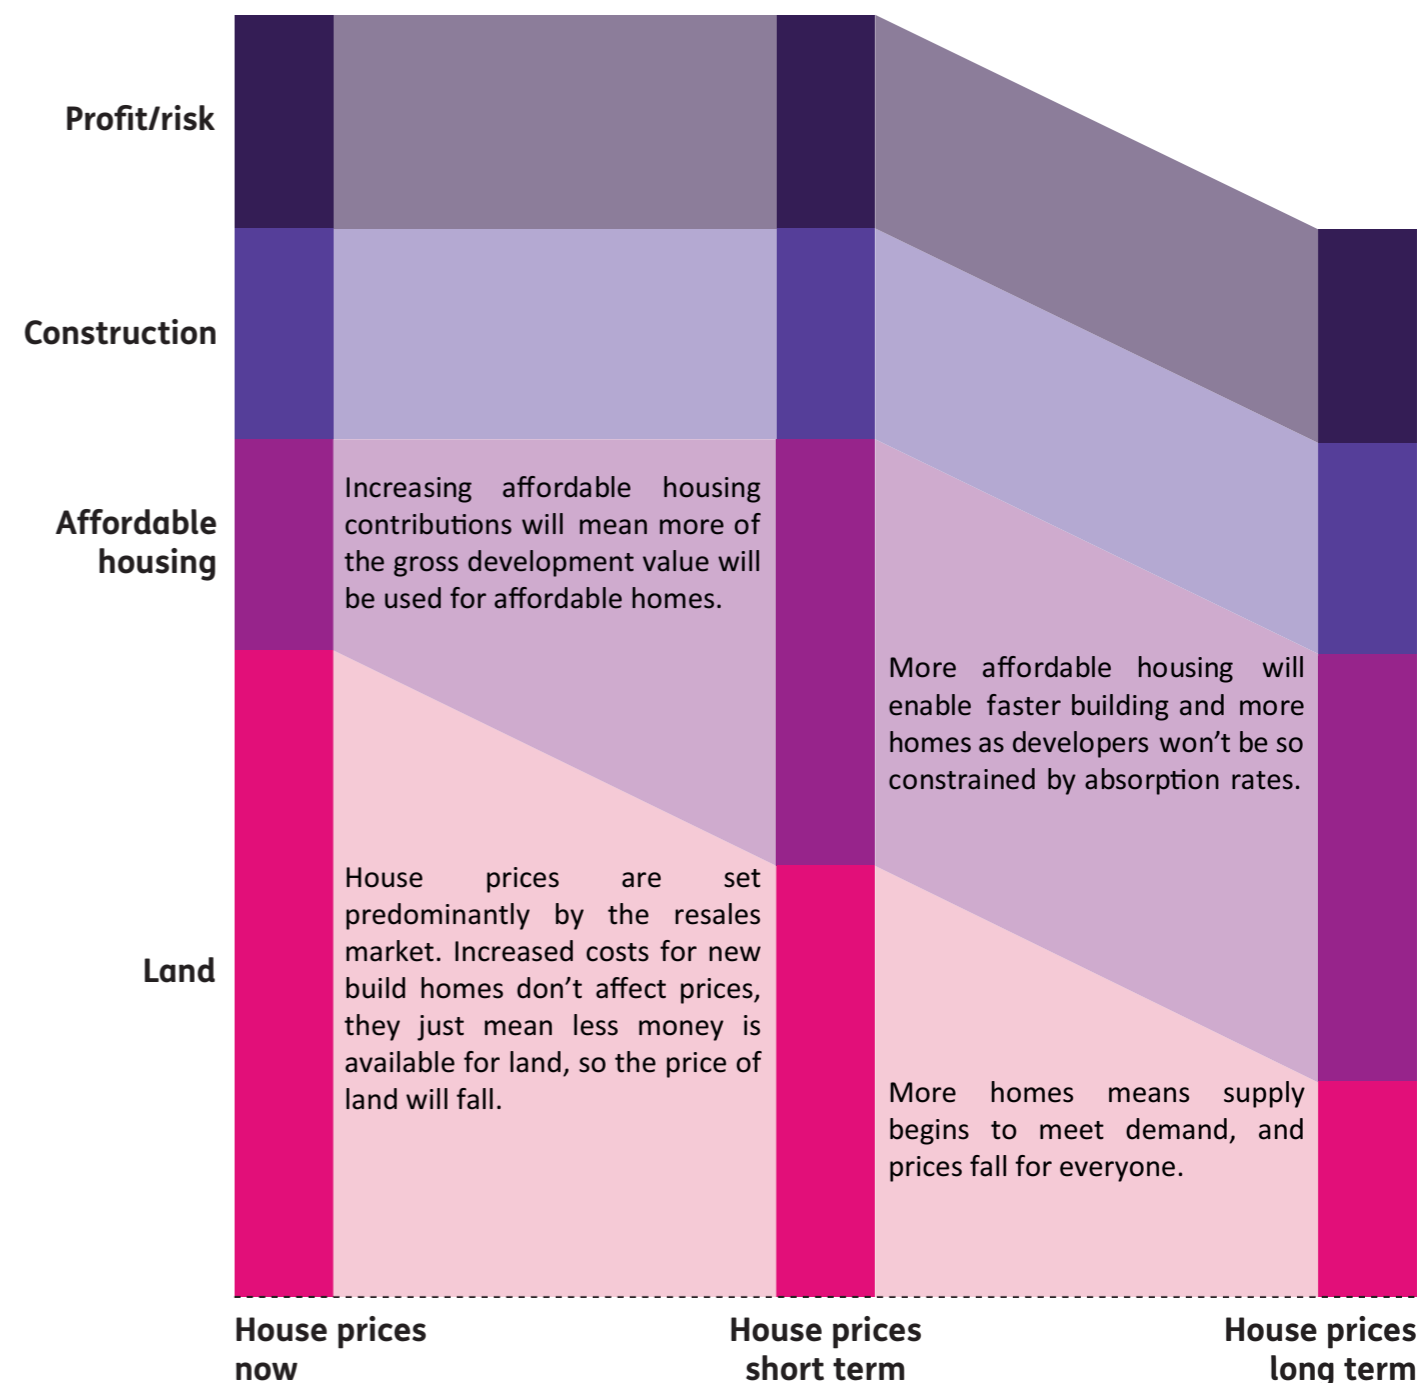 Profit/risk
Construction
Affordable
housing
Increasing affordable housing
contributions will mean more of
the gross development value will
be used for affordable homes.
More affordable housing will
enable faster building and more
homes as developers won’t be so
constrained by absorption rates.
House prices are set
predominantly by the resales
market. Increased costs for new
build homes don’t affect prices,
they just mean less money is
available for land, so the price of
land will fall.
Land
More homes means supply
begins to meet demand, and
prices fall for everyone.
House prices
now
House prices
short term
House prices
long term